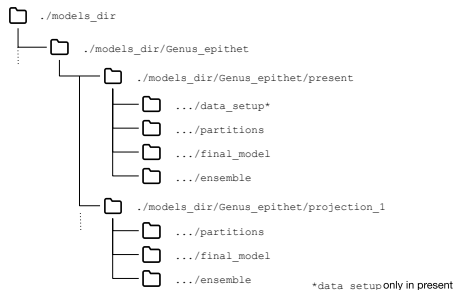 ./models_dir
./models_dir/Genus_epithet
./models_dir/Genus_epithet/present
.../data_setup*
.../partitions
.../final_model
.../ensemble
./models_dir/Genus_epithet/projection_1
.../partitions
.../final_model
.../ensemble
*data setup only in present